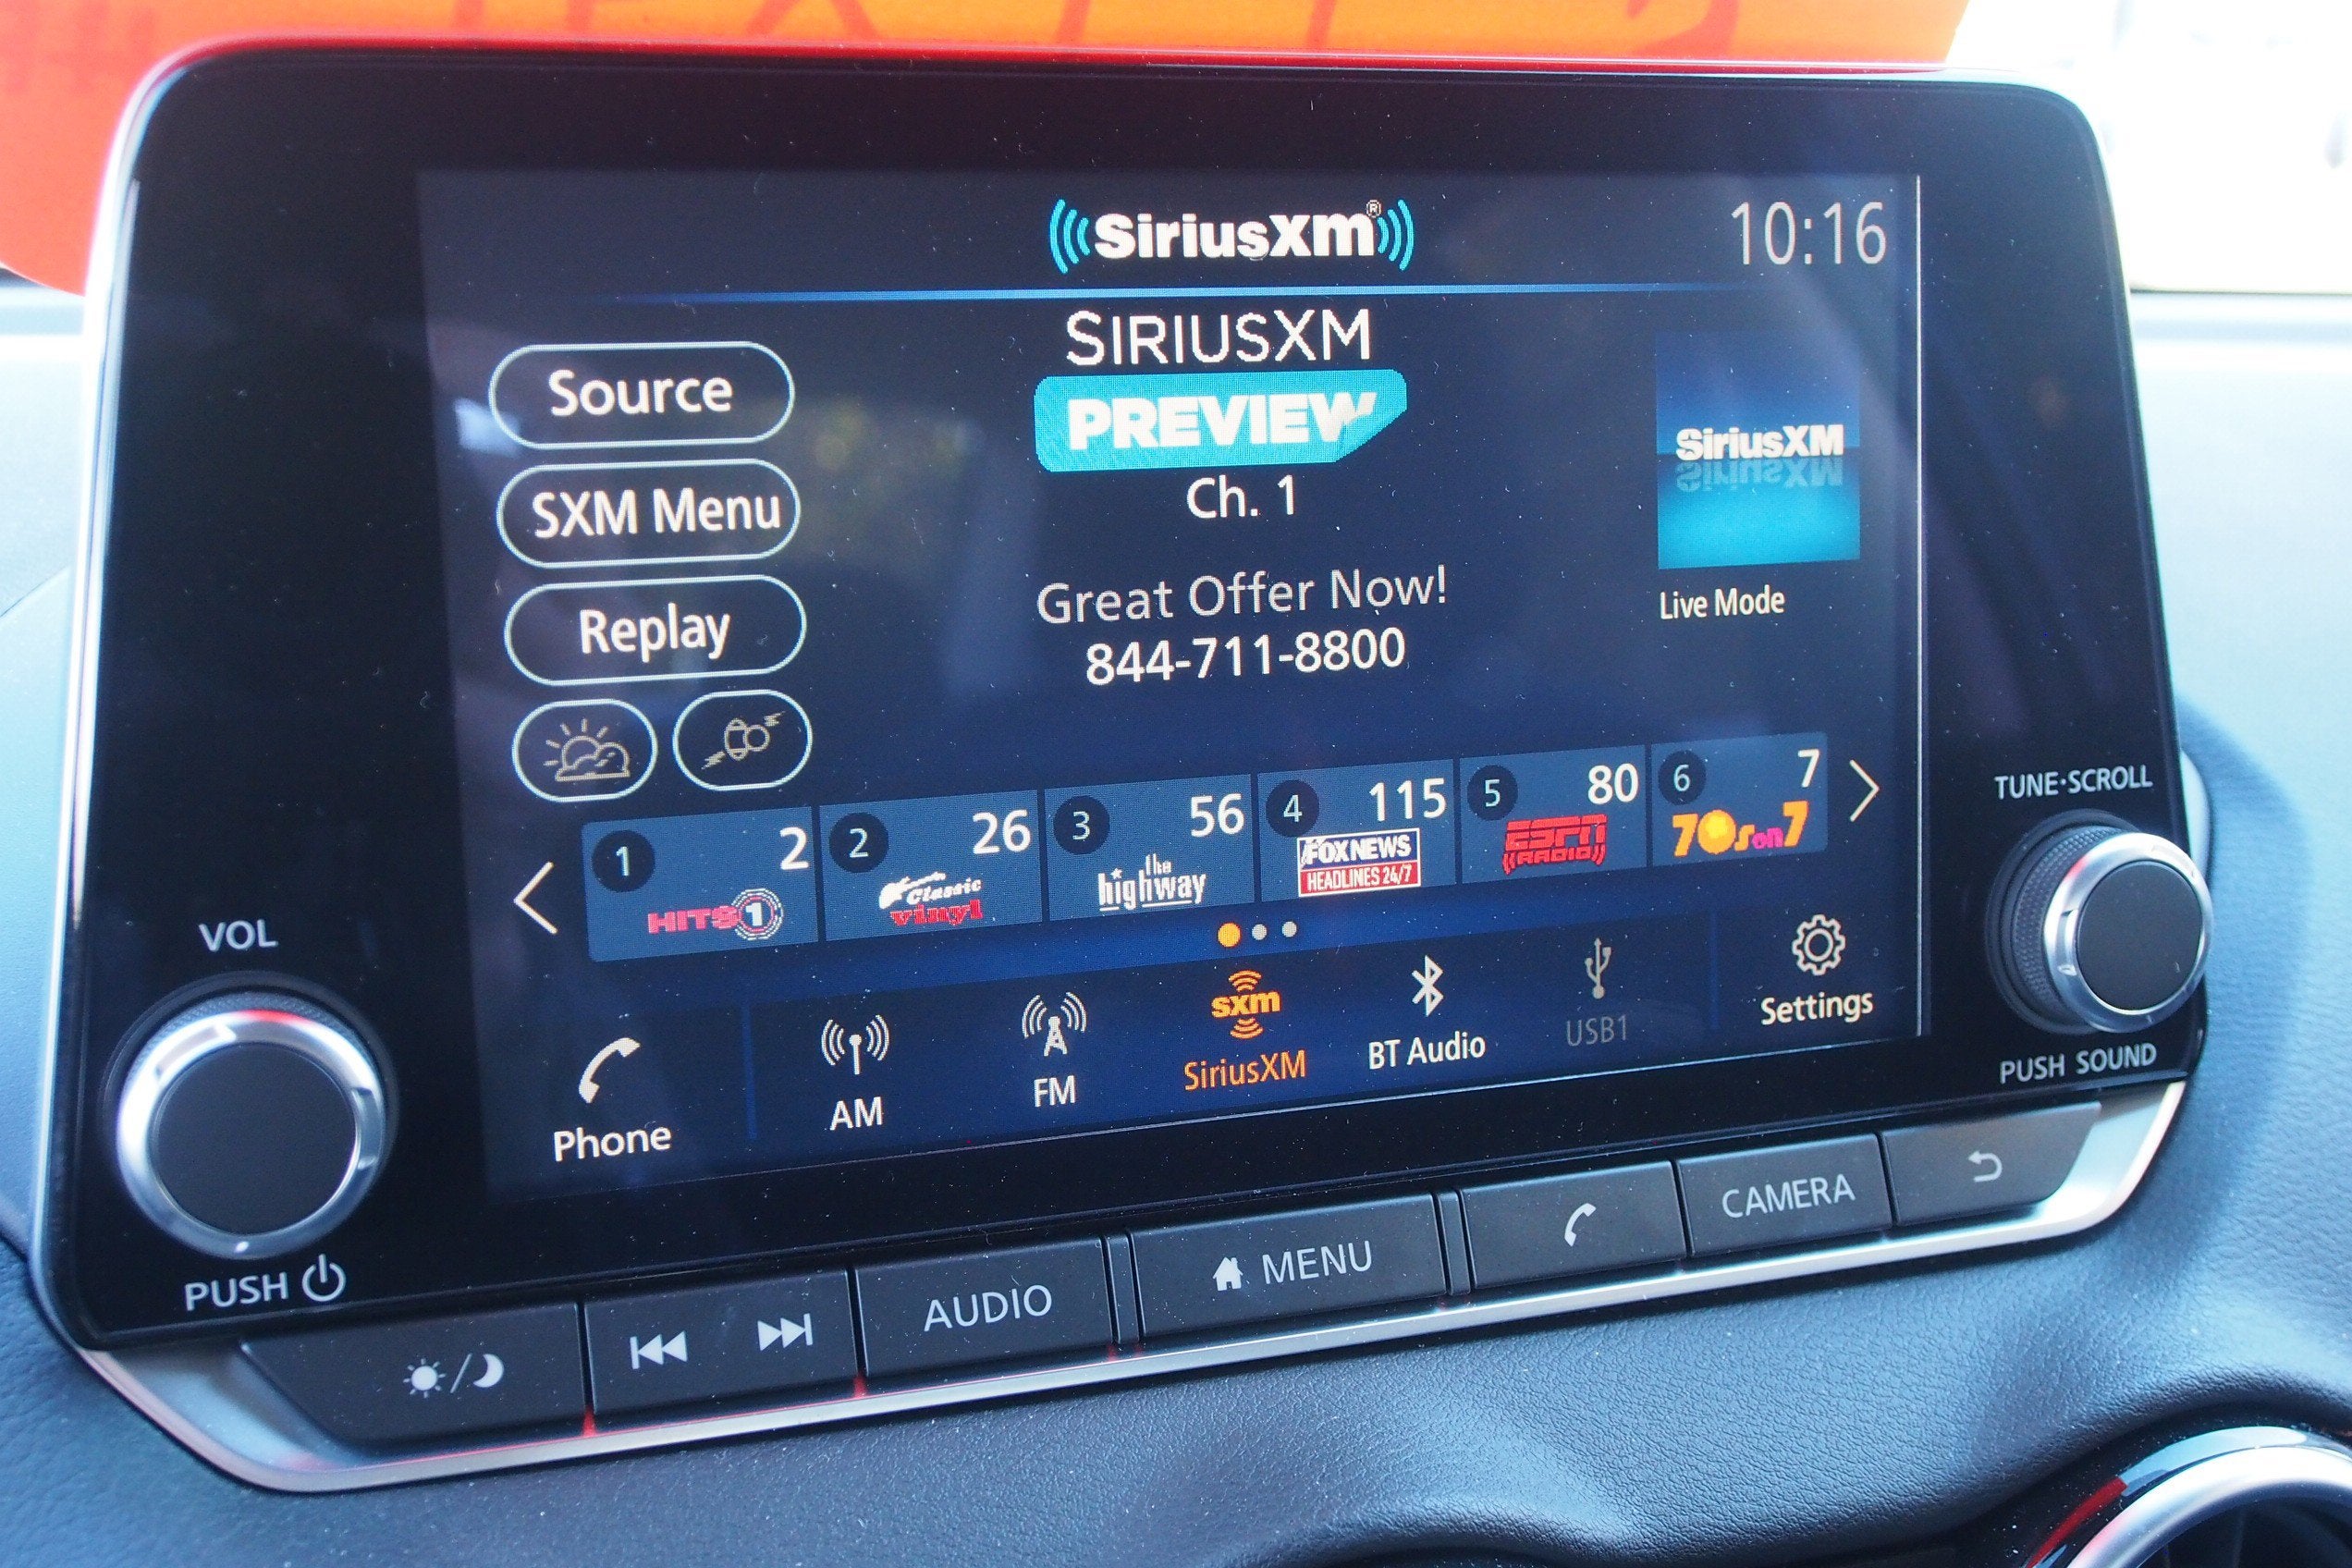 SiriusXM®
10:16
SIRIUSXM
PREVIEW
Ch. 1
Great Offer Now!
844-711-8800
Source
SXM Menu
Replay
SiriusXM
Live Mode
1 2 HITS 1
2 26 Classic vinyl
3 56 the highway
4 115 FOX NEWS HEADLINES 24/7
5 80 ESPN RADIO
6 7 70s on 7
Phone
AM
FM
sxm
SiriusXM
BT Audio
USB1
Settings
VOL
PUSH
TUNE·SCROLL
PUSH SOUND
AUDIO
MENU
CAMERA